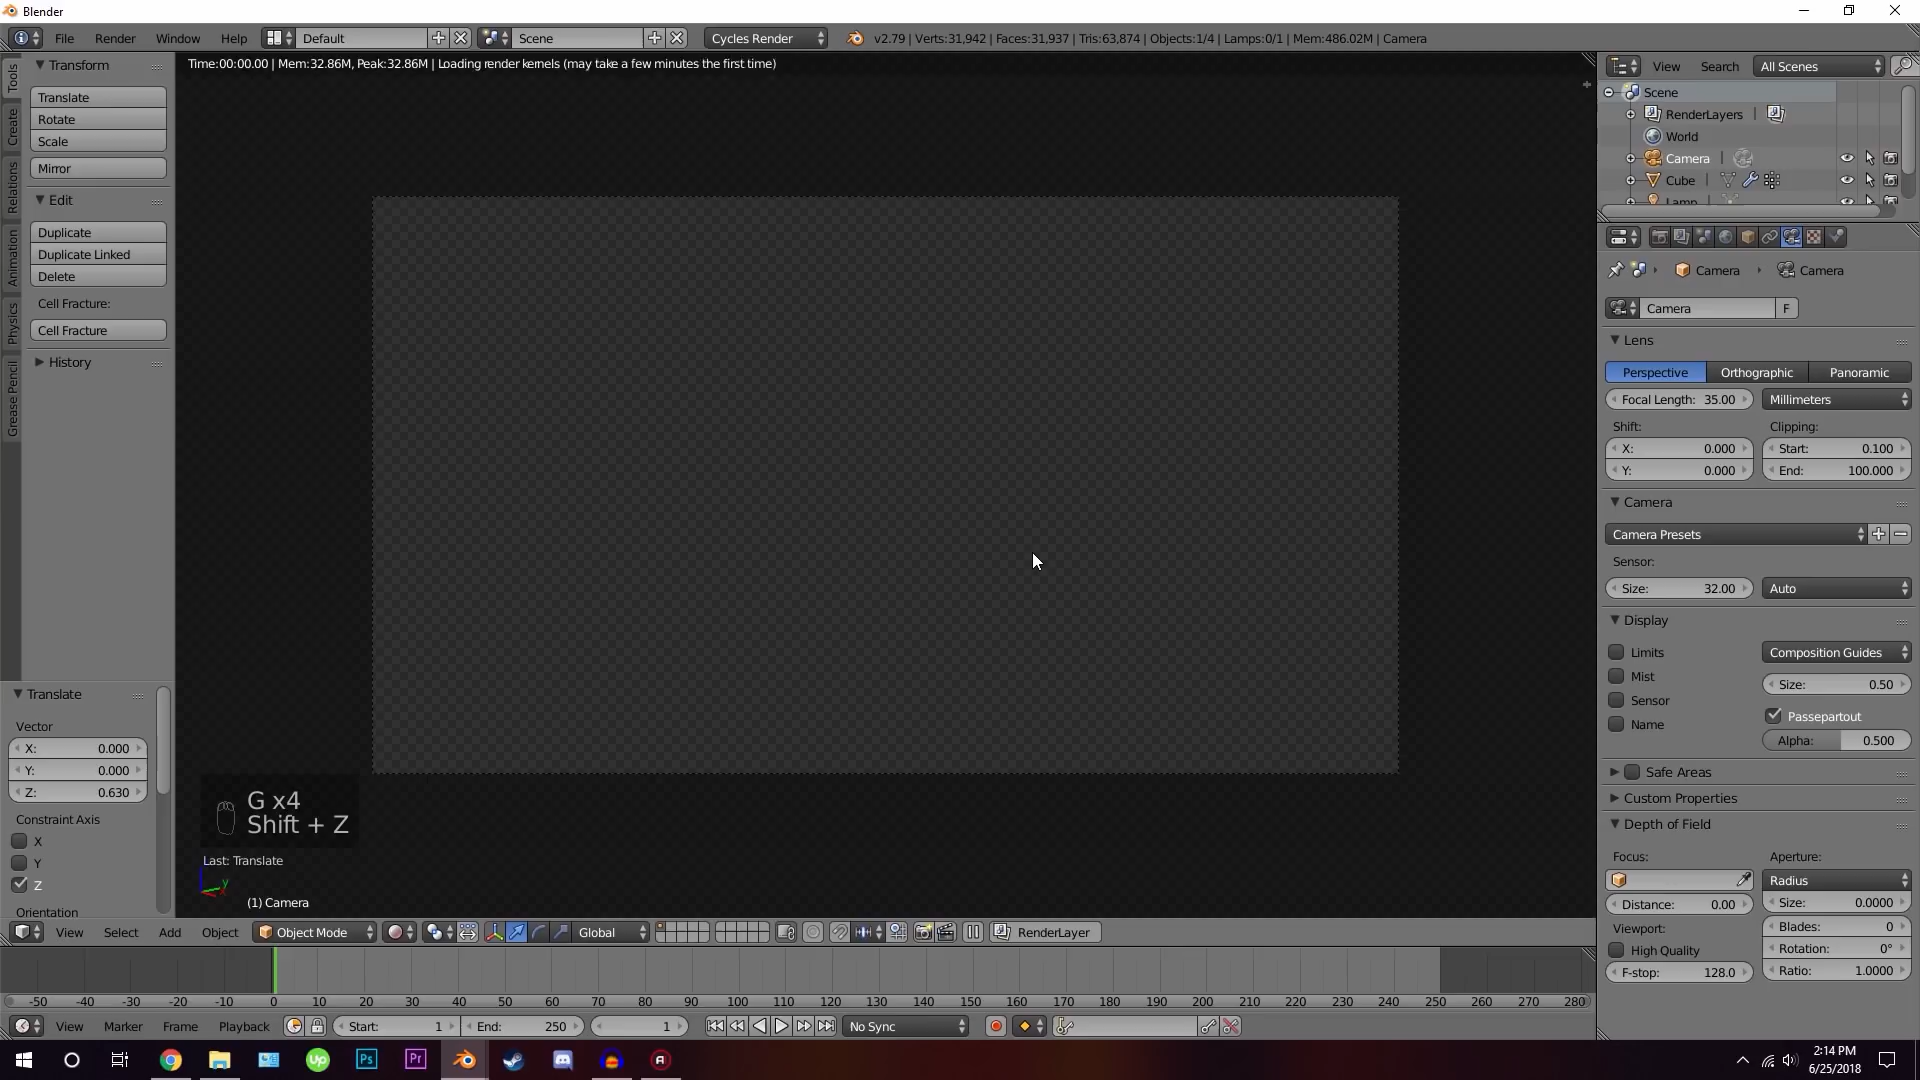 Blender
File Render Window Help Default Scene Cycles Render v2.79 | Verts:31,942 | Faces:31,937 | Tris:63,874 | Objects:1/4 | Lamps:0/1 | Mem:486.02M | Camera
Time:00:00.00 | Mem:32.86M, Peak:32.86M | Loading render kernels (may take a few minutes the first time)
Tools
Create
Relations
Animation
Physics
Grease Pencil
Transform
Translate
Rotate
Scale
Mirror
Edit
Duplicate
Duplicate Linked
Delete
Cell Fracture:
Cell Fracture
History
Translate
Vector
X: 0.000
Y: 0.000
Z: 0.630
Constraint Axis
X
Y
Z
Orientation
G x4
Shift + Z
Last: Translate
y
(1) Camera
View Select Add Object Object Mode Global RenderLayer
-50 -40 -30 -20 -10 0 10 20 30 40 50 60 70 80 90 100 110 120 130 140 150 160 170 180 190 200 210 220 230 240 250 260 270 280
View Marker Frame Playback Start: 1 End: 250 1 No Sync
View Search All Scenes
Scene
RenderLayers |
World
Camera |
Cube |
Lamp |
Camera Camera
Camera F
Lens
Perspective Orthographic Panoramic
Focal Length: 35.00 Millimeters
Shift: Clipping:
X: 0.000 Start: 0.100
Y: 0.000 End: 100.000
Camera
Camera Presets
Sensor:
Size: 32.00 Auto
Display
Limits Composition Guides
Mist Size: 0.50
Sensor Passepartout
Name Alpha: 0.500
Safe Areas
Custom Properties
Depth of Field
Focus: Aperture:
Radius
Distance: 0.00 Size: 0.0000
Viewport: Blades: 0
High Quality Rotation: 0°
F-stop: 128.0 Ratio: 1.0000
Up Ps Pr
2:14 PM
6/25/2018